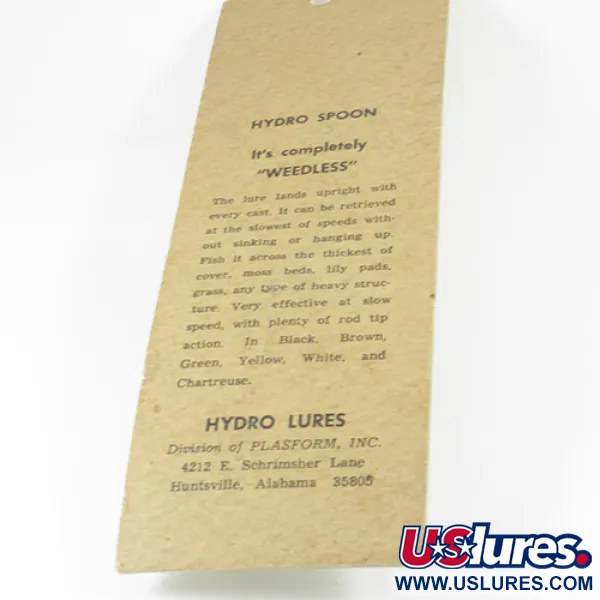 HYDRO SPOON
It's completely
"WEEDLESS"
The lure lands upright with
every cast. It can be retrieved
at the slowest of speeds with-
out sinking or hanging up.
Fish it across the thickest of
cover, moss beds, lily pads,
grass, any type of heavy struc-
ture. Very effective at slow
speed, with plenty of rod tip
action. In Black, Brown,
Green, Yellow, White, and
Chartreuse.
HYDRO LURES
Division of PLASFORM, INC.
4212 E. Schrimsher Lane
Huntsville, Alabama 35805
USlures.
WWW.USLURES.COM